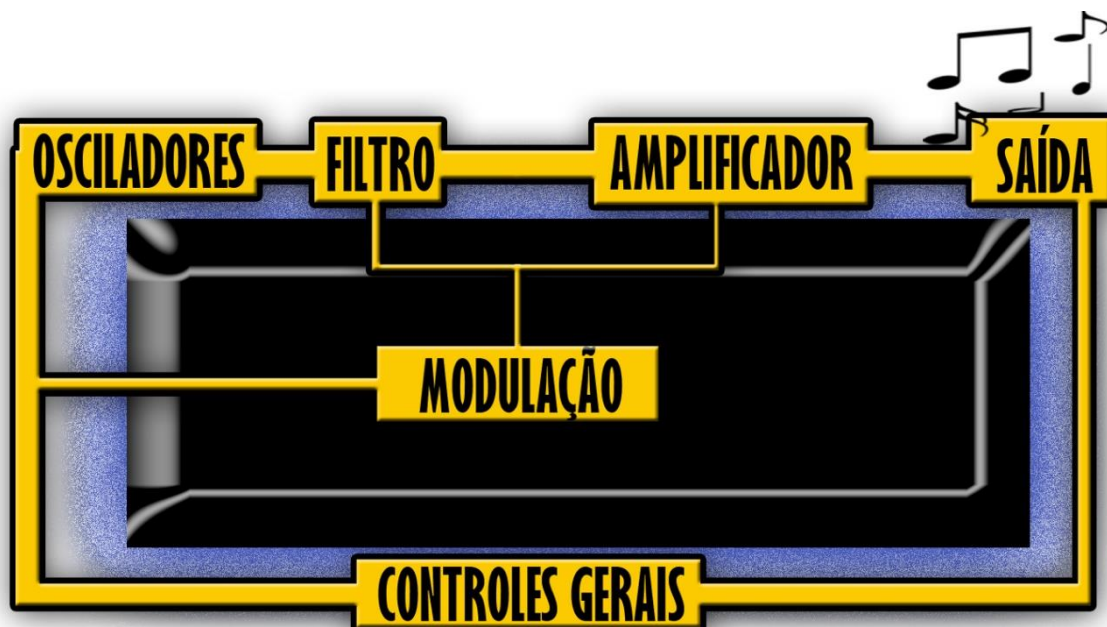 OSCILADORES
FILTRO
AMPLIFICADOR
SAÍDA
MODULAÇÃO
CONTROLES GERAIS